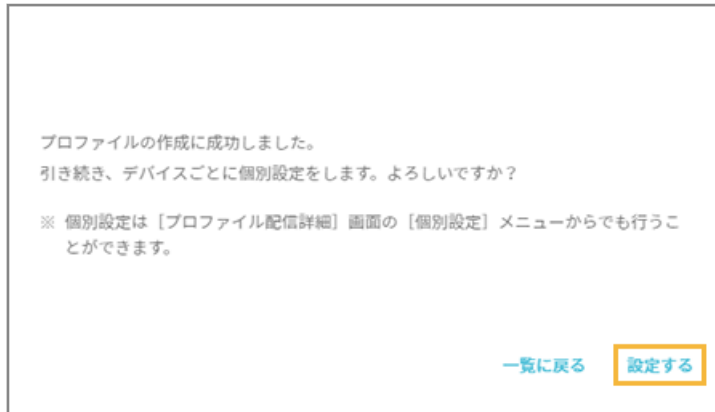 プロファイルの作成に成功しました。
引き続き、デバイスごとに個別設定をします。よろしいですか？
※ 個別設定は［プロファイル配信詳細］画面の［個別設定］メニューからでも行うこ
とができます。
一覧に戻る 設定する